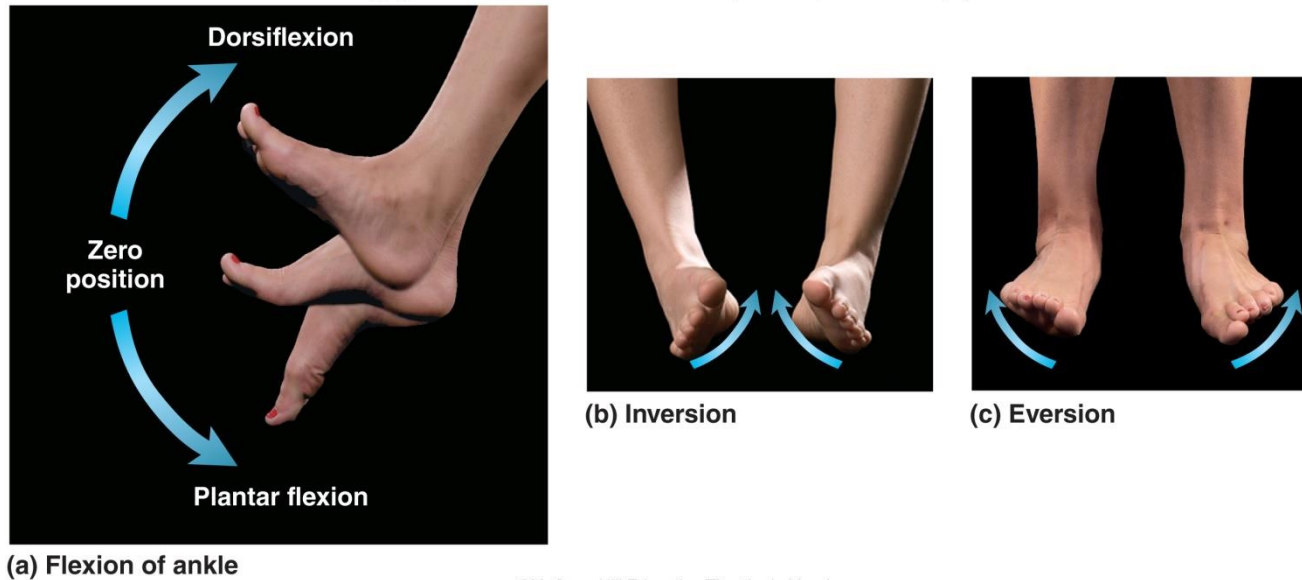 Dorsiflexion
Zero
position
Plantar flexion
(a) Flexion of ankle
(b) Inversion
(c) Eversion